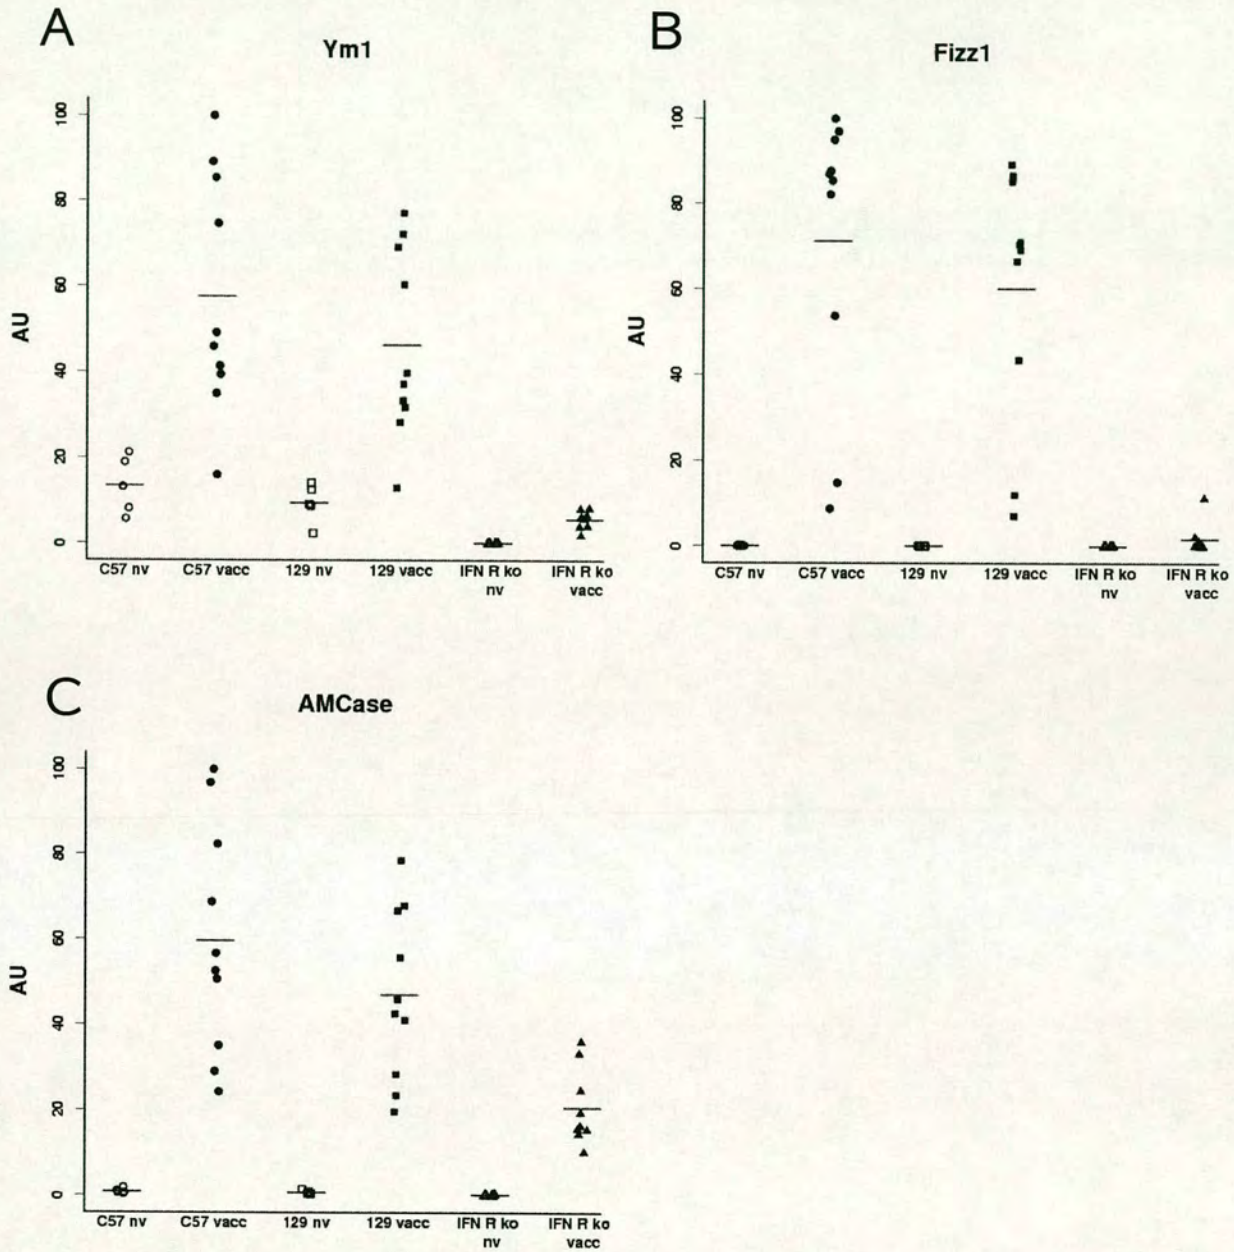 A
Ym1
AU
0
20
40
60
80
100
C57 nv
C57 vacc
129 nv
129 vacc
IFN R ko
nv
IFN R ko
vacc
B
Fizz1
AU
0
20
40
60
80
100
C57 nv
C57 vacc
129 nv
129 vacc
IFN R ko
nv
IFN R ko
vacc
C
AMCase
AU
0
20
40
60
80
100
C57 nv
C57 vacc
129 nv
129 vacc
IFN R ko
nv
IFN R ko
vacc